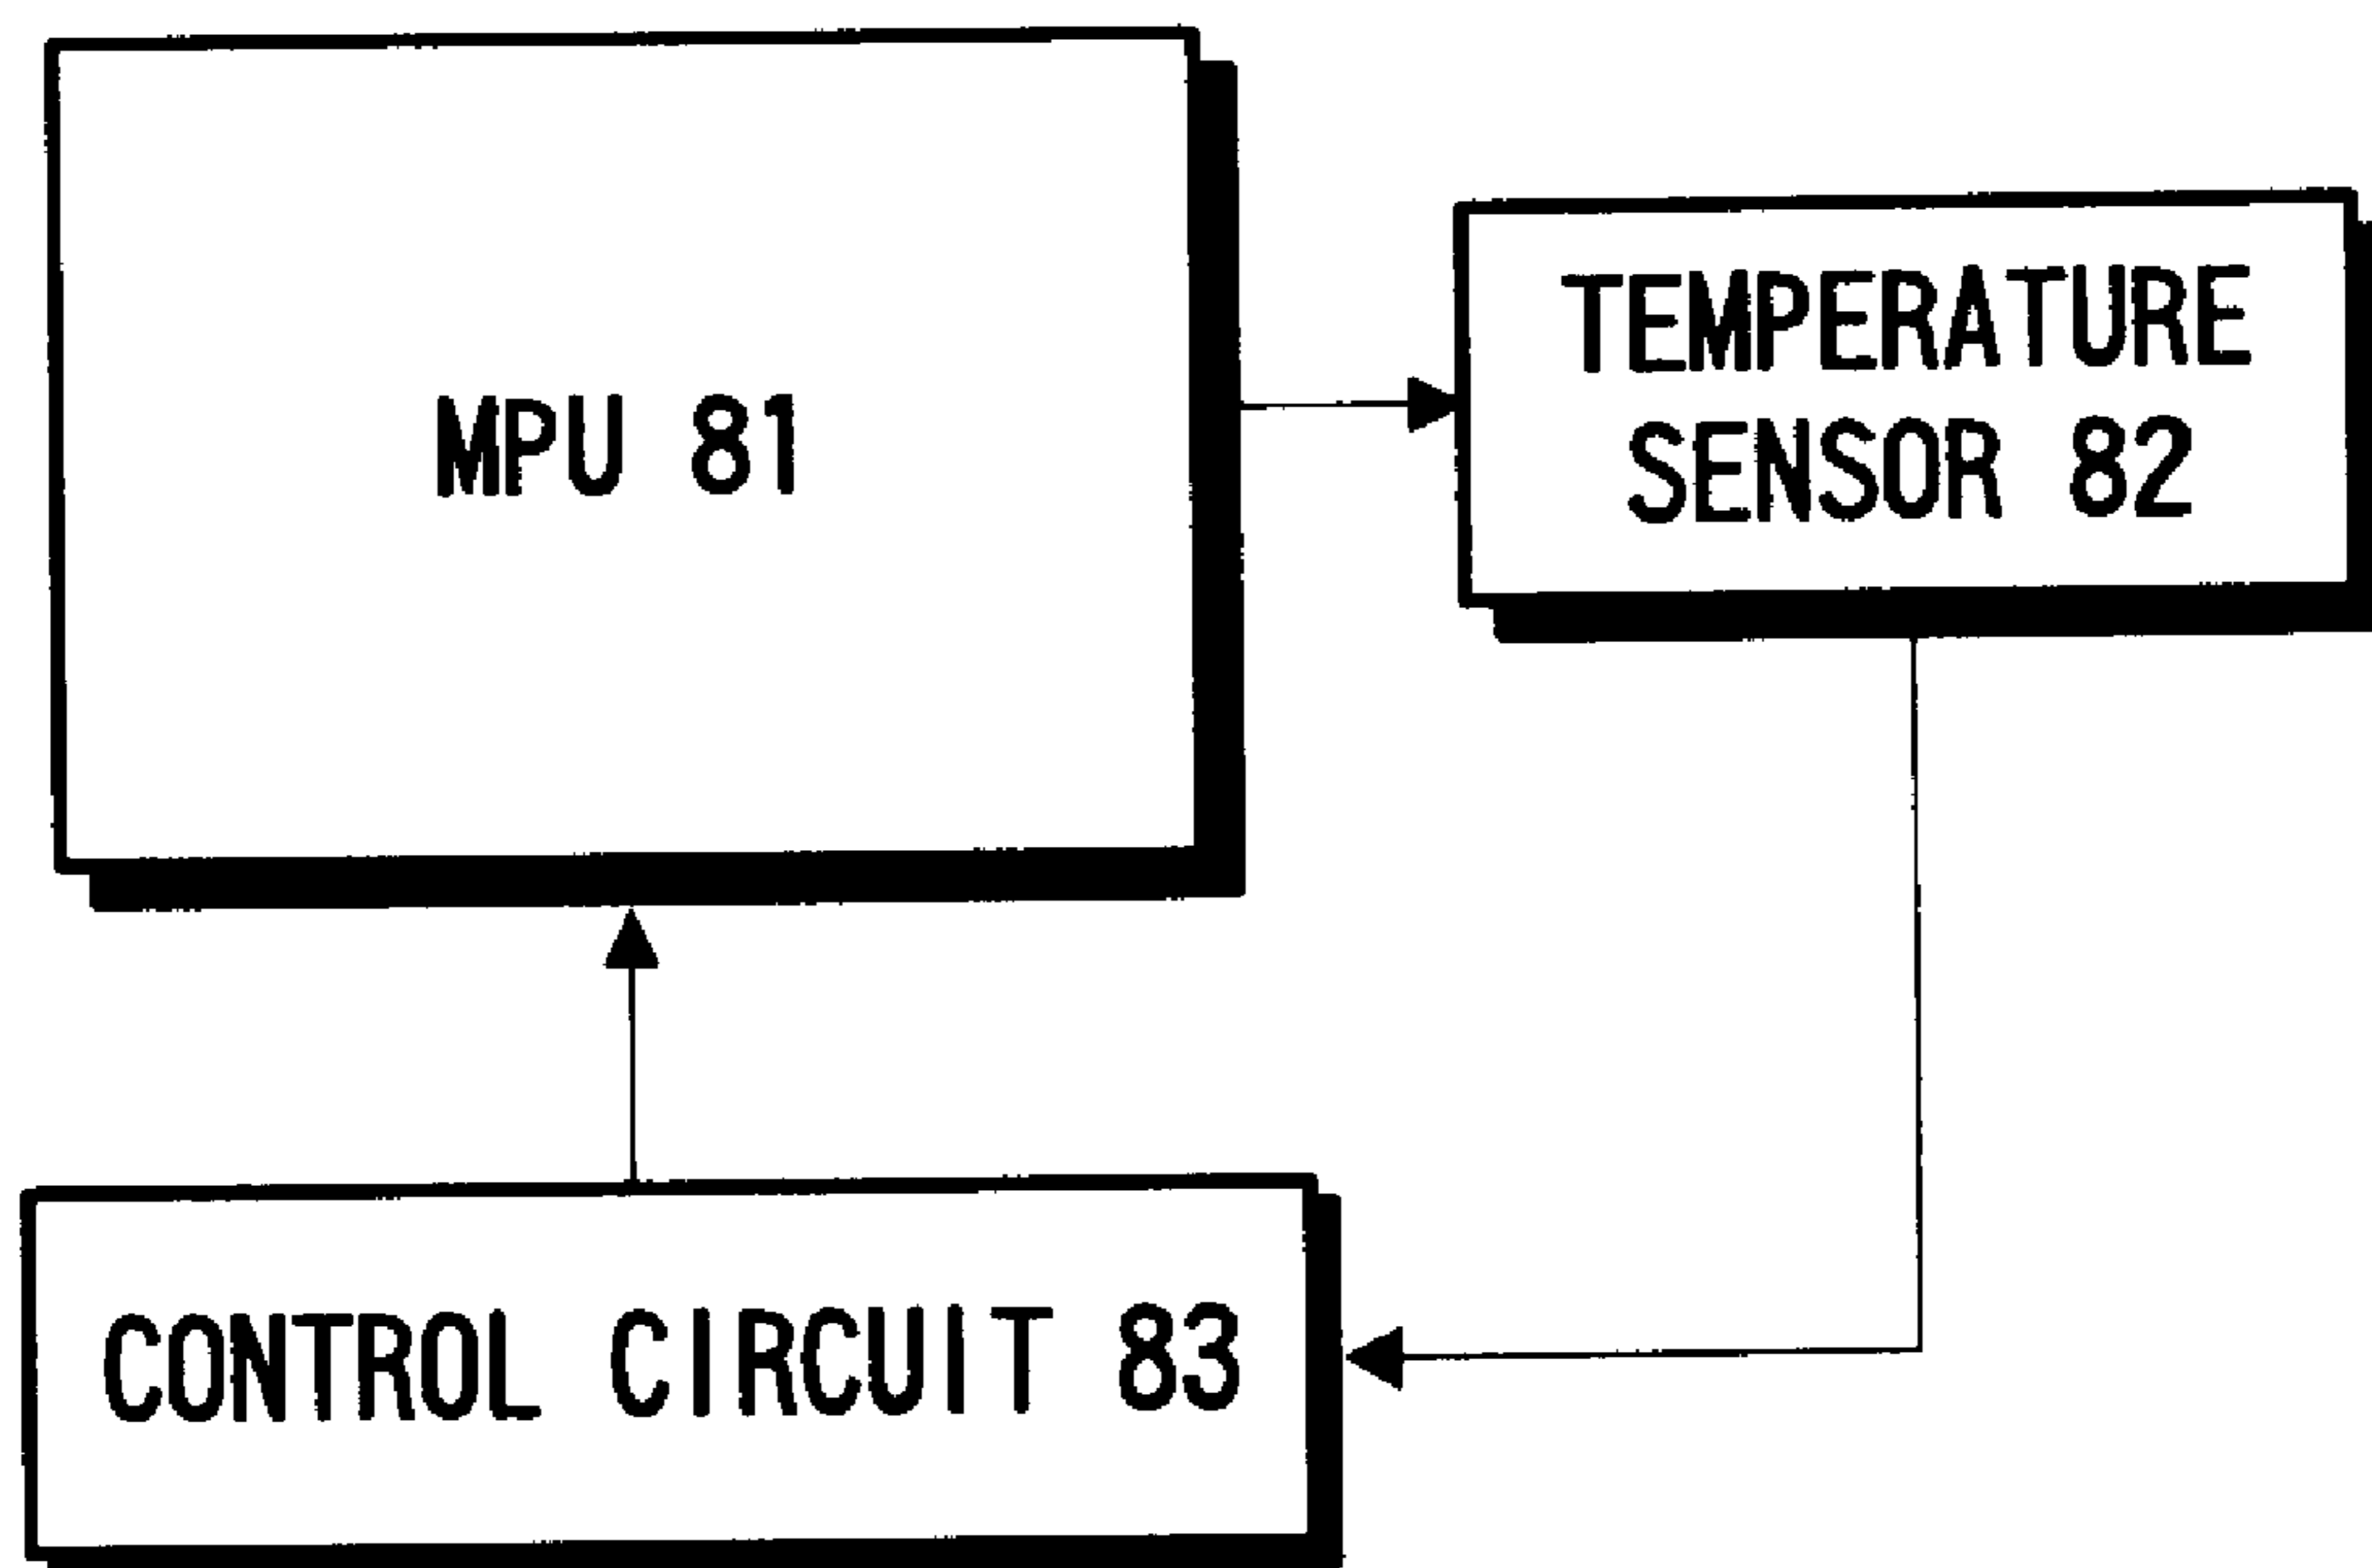 MPU 81
TEMPERATURE
SENSOR 82
CONTROL CIRCUIT 83